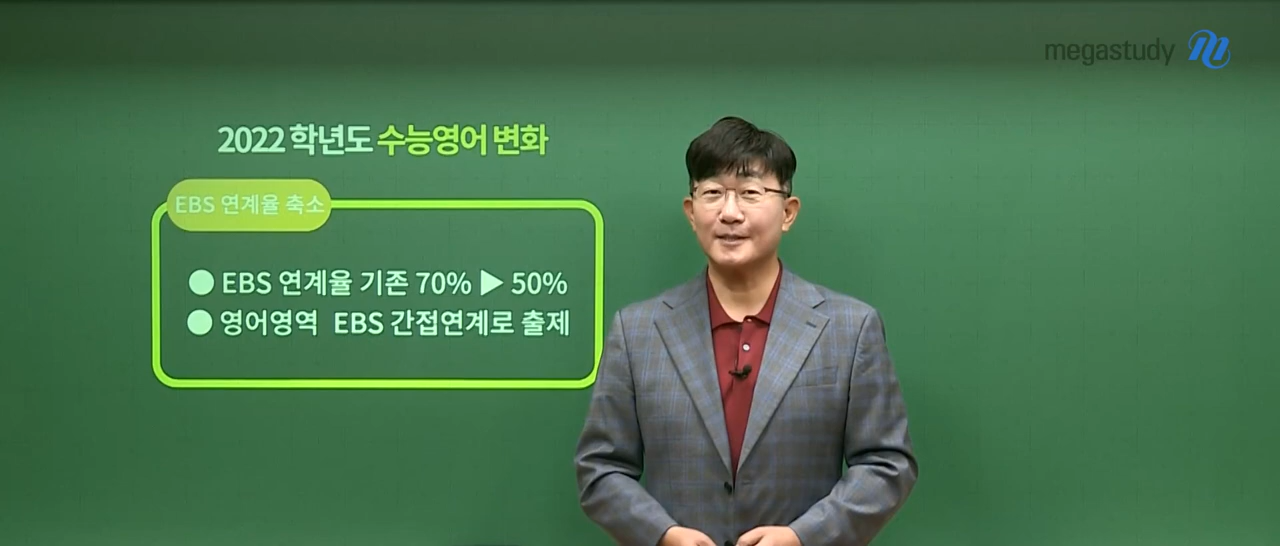 megastudy
2022 학년도 수능영어 변화
EBS 연계율 축소
● EBS 연계율 기존 70% ▶ 50%
● 영어영역 EBS 간접연계로 출제